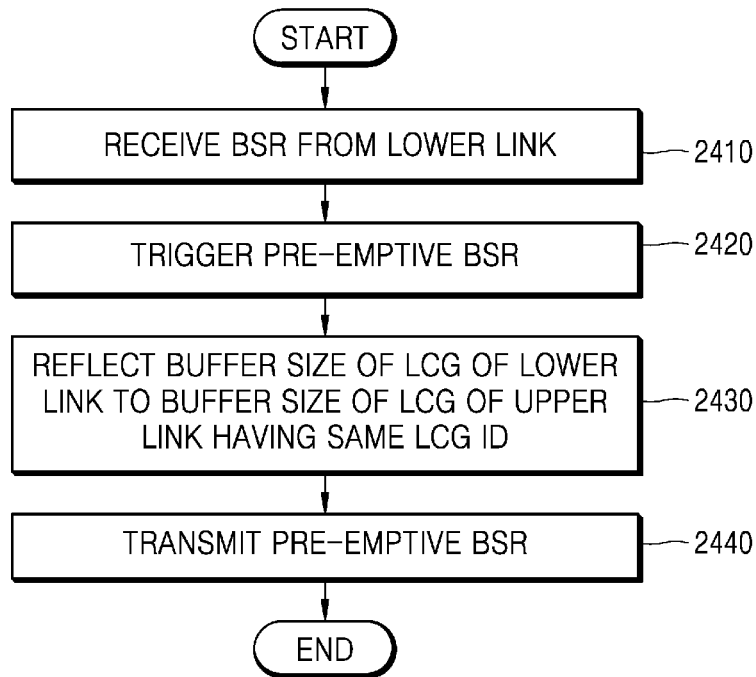 START
RECEIVE BSR FROM LOWER LINK
2410
TRIGGER PRE-EMPTIVE BSR
2420
REFLECT BUFFER SIZE OF LCG OF LOWER
LINK TO BUFFER SIZE OF LCG OF UPPER
LINK HAVING SAME LCG ID
2430
TRANSMIT PRE-EMPTIVE BSR
2440
END